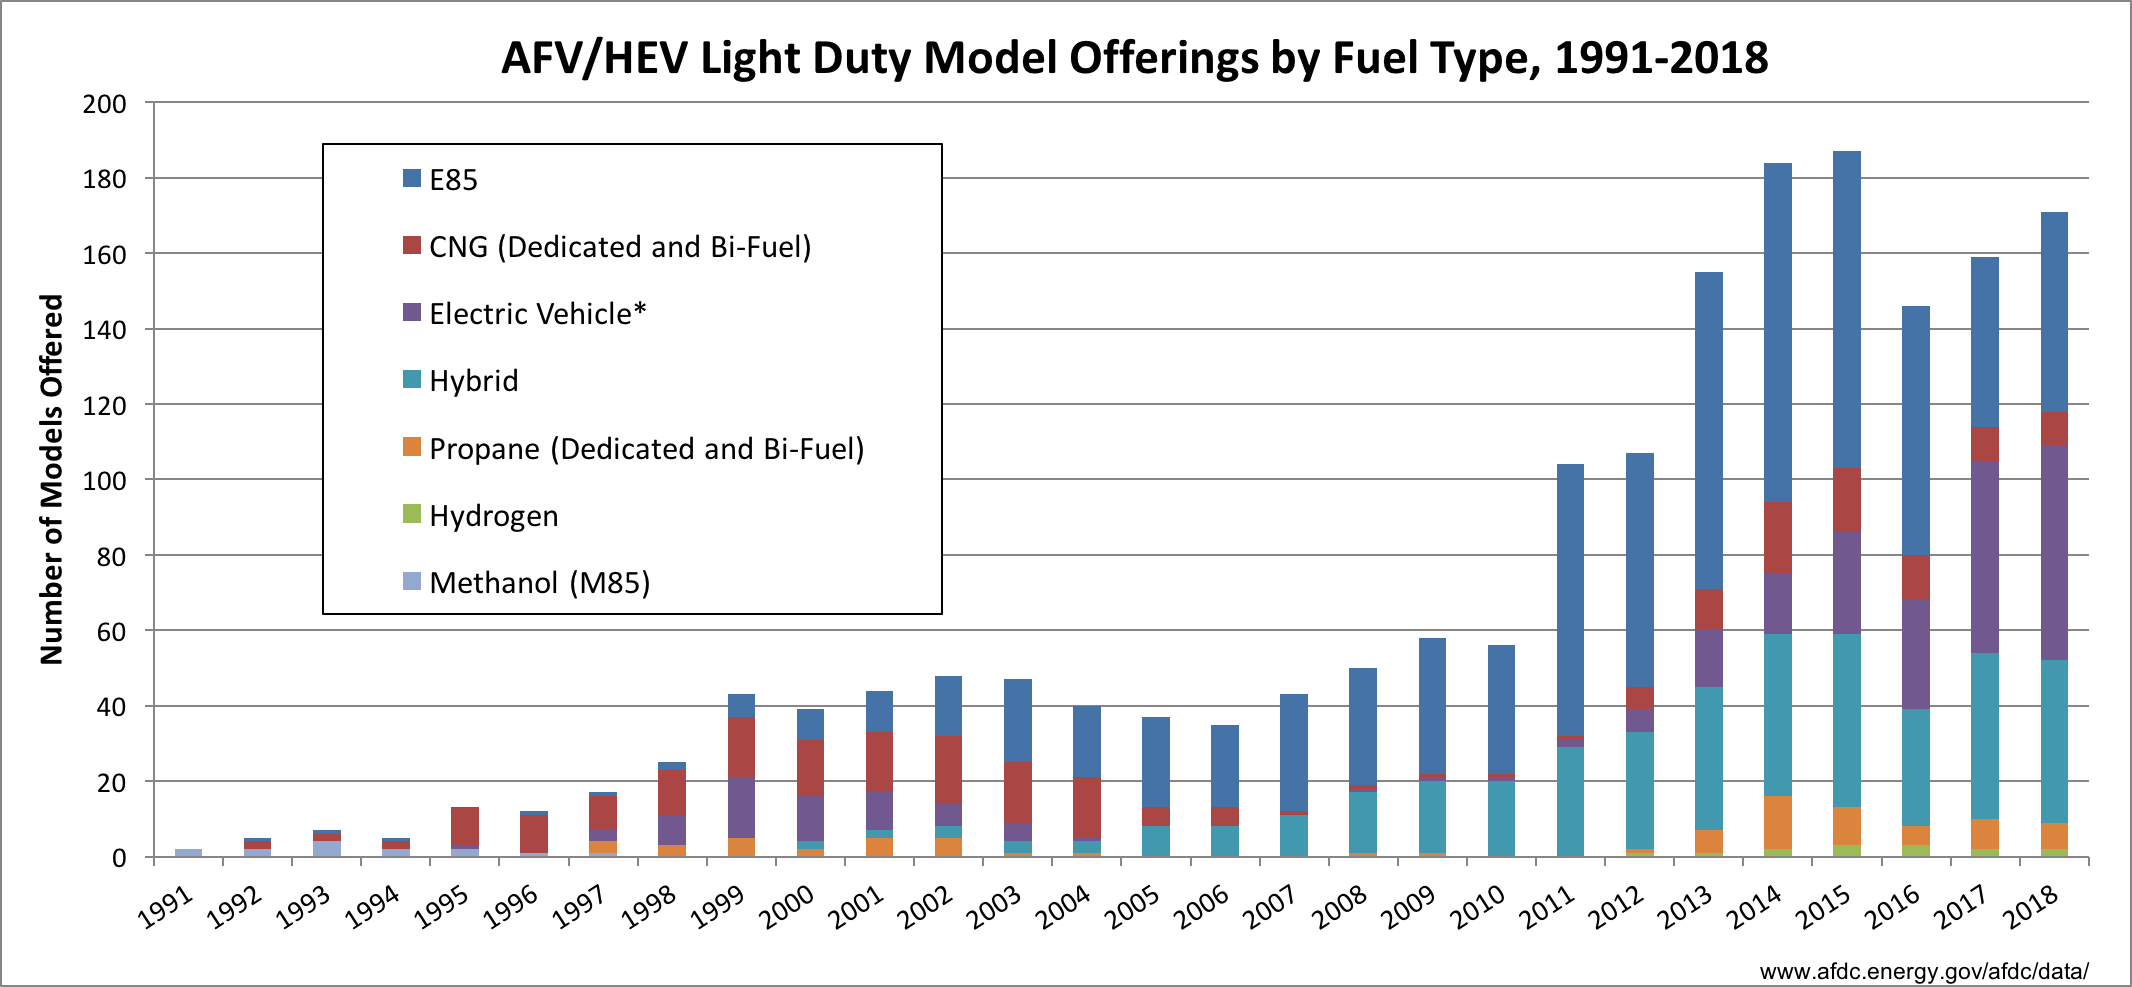 AFV/HEV Light Duty Model Offerings by Fuel Type, 1991-2018
Number of Models Offered
200
180
160
140
120
100
80
60
40
20
0
E85
CNG (Dedicated and Bi-Fuel)
Electric Vehicle*
Hybrid
Propane (Dedicated and Bi-Fuel)
Hydrogen
Methanol (M85)
1991 1992 1993 1994 1995 1996 1997 1998 1999 2000 2001 2002 2003 2004 2005 2006 2007 2008 2009 2010 2011 2012 2013 2014 2015 2016 2017 2018
www.afdc.energy.gov/afdc/data/